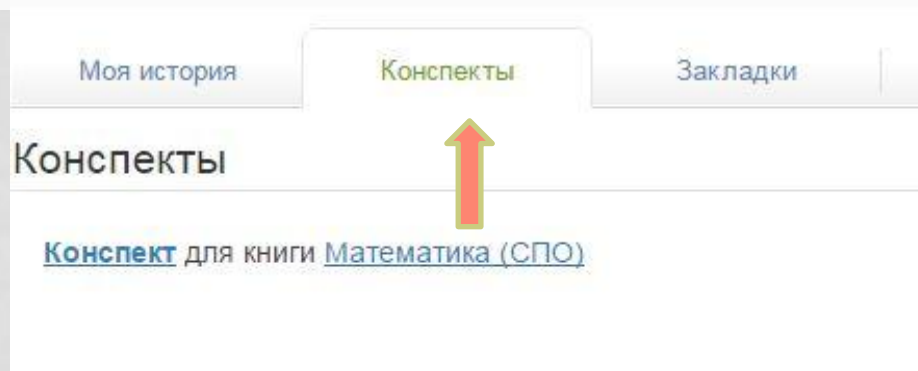 Моя история Конспекты Закладки
Конспекты
Конспект для книги Математика (СПО)